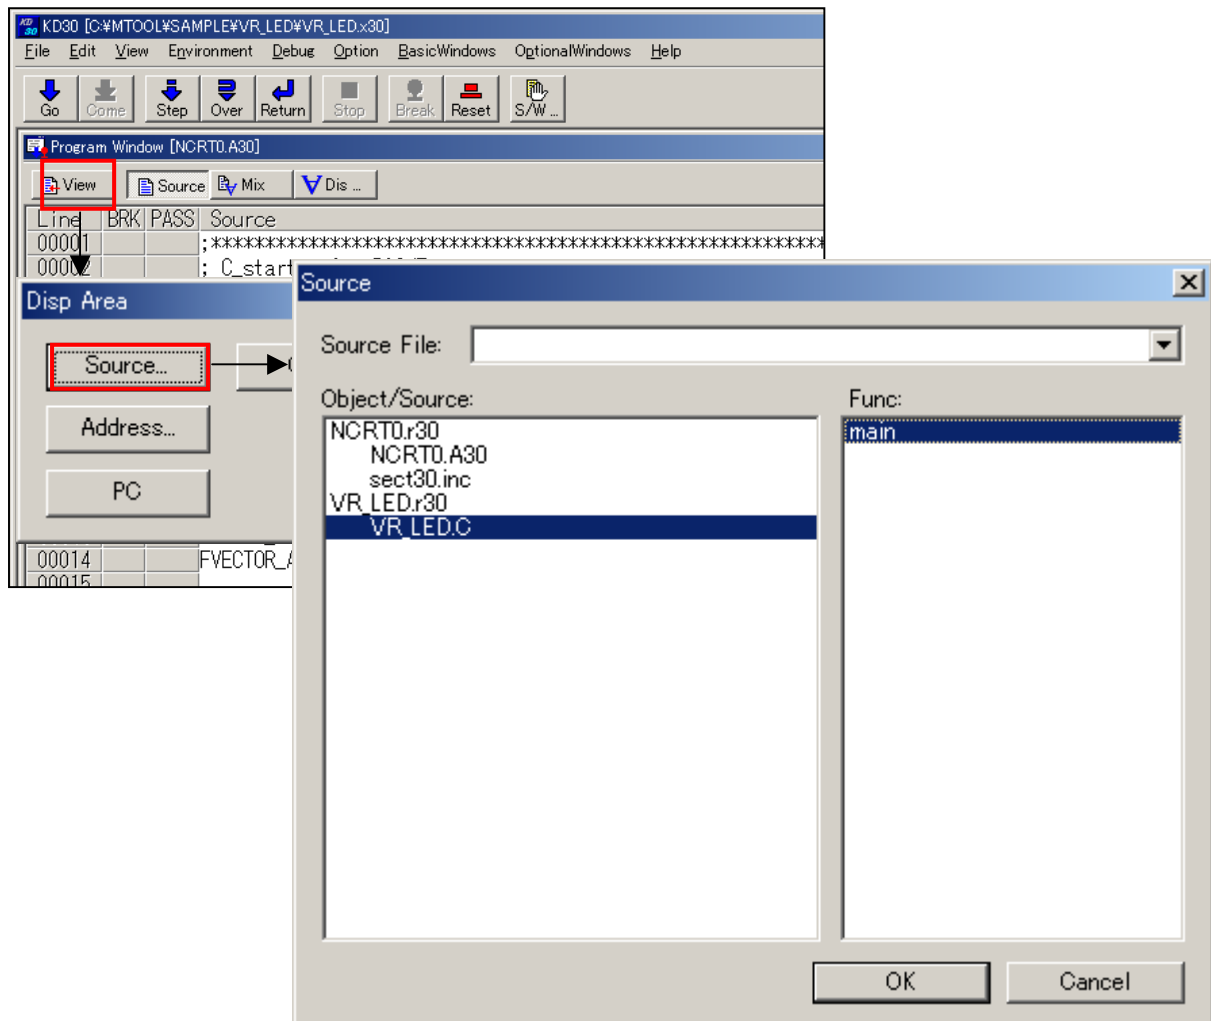 KD30 [C:¥MTOOL¥SAMPLE¥VR_LED¥VR_LED.x30]
File Edit View Environment Debug Option BasicWindows OptionalWindows Help
Go Come Step Over Return Stop Break Reset S/W ...
Program Window [NCRT0.A30]
View Source Mix Dis ...
Line BRK PASS Source
00001 ;*********************************************************
00002 ; C_start
Disp Area
Source...
Address...
PC
00014 FVECTOR_A
00015
Source
Source File:
Object/Source: Func:
NCRT0.r30 main
NCRT0.A30
sect30.inc
VR_LED.r30
VR_LED.C
OK Cancel